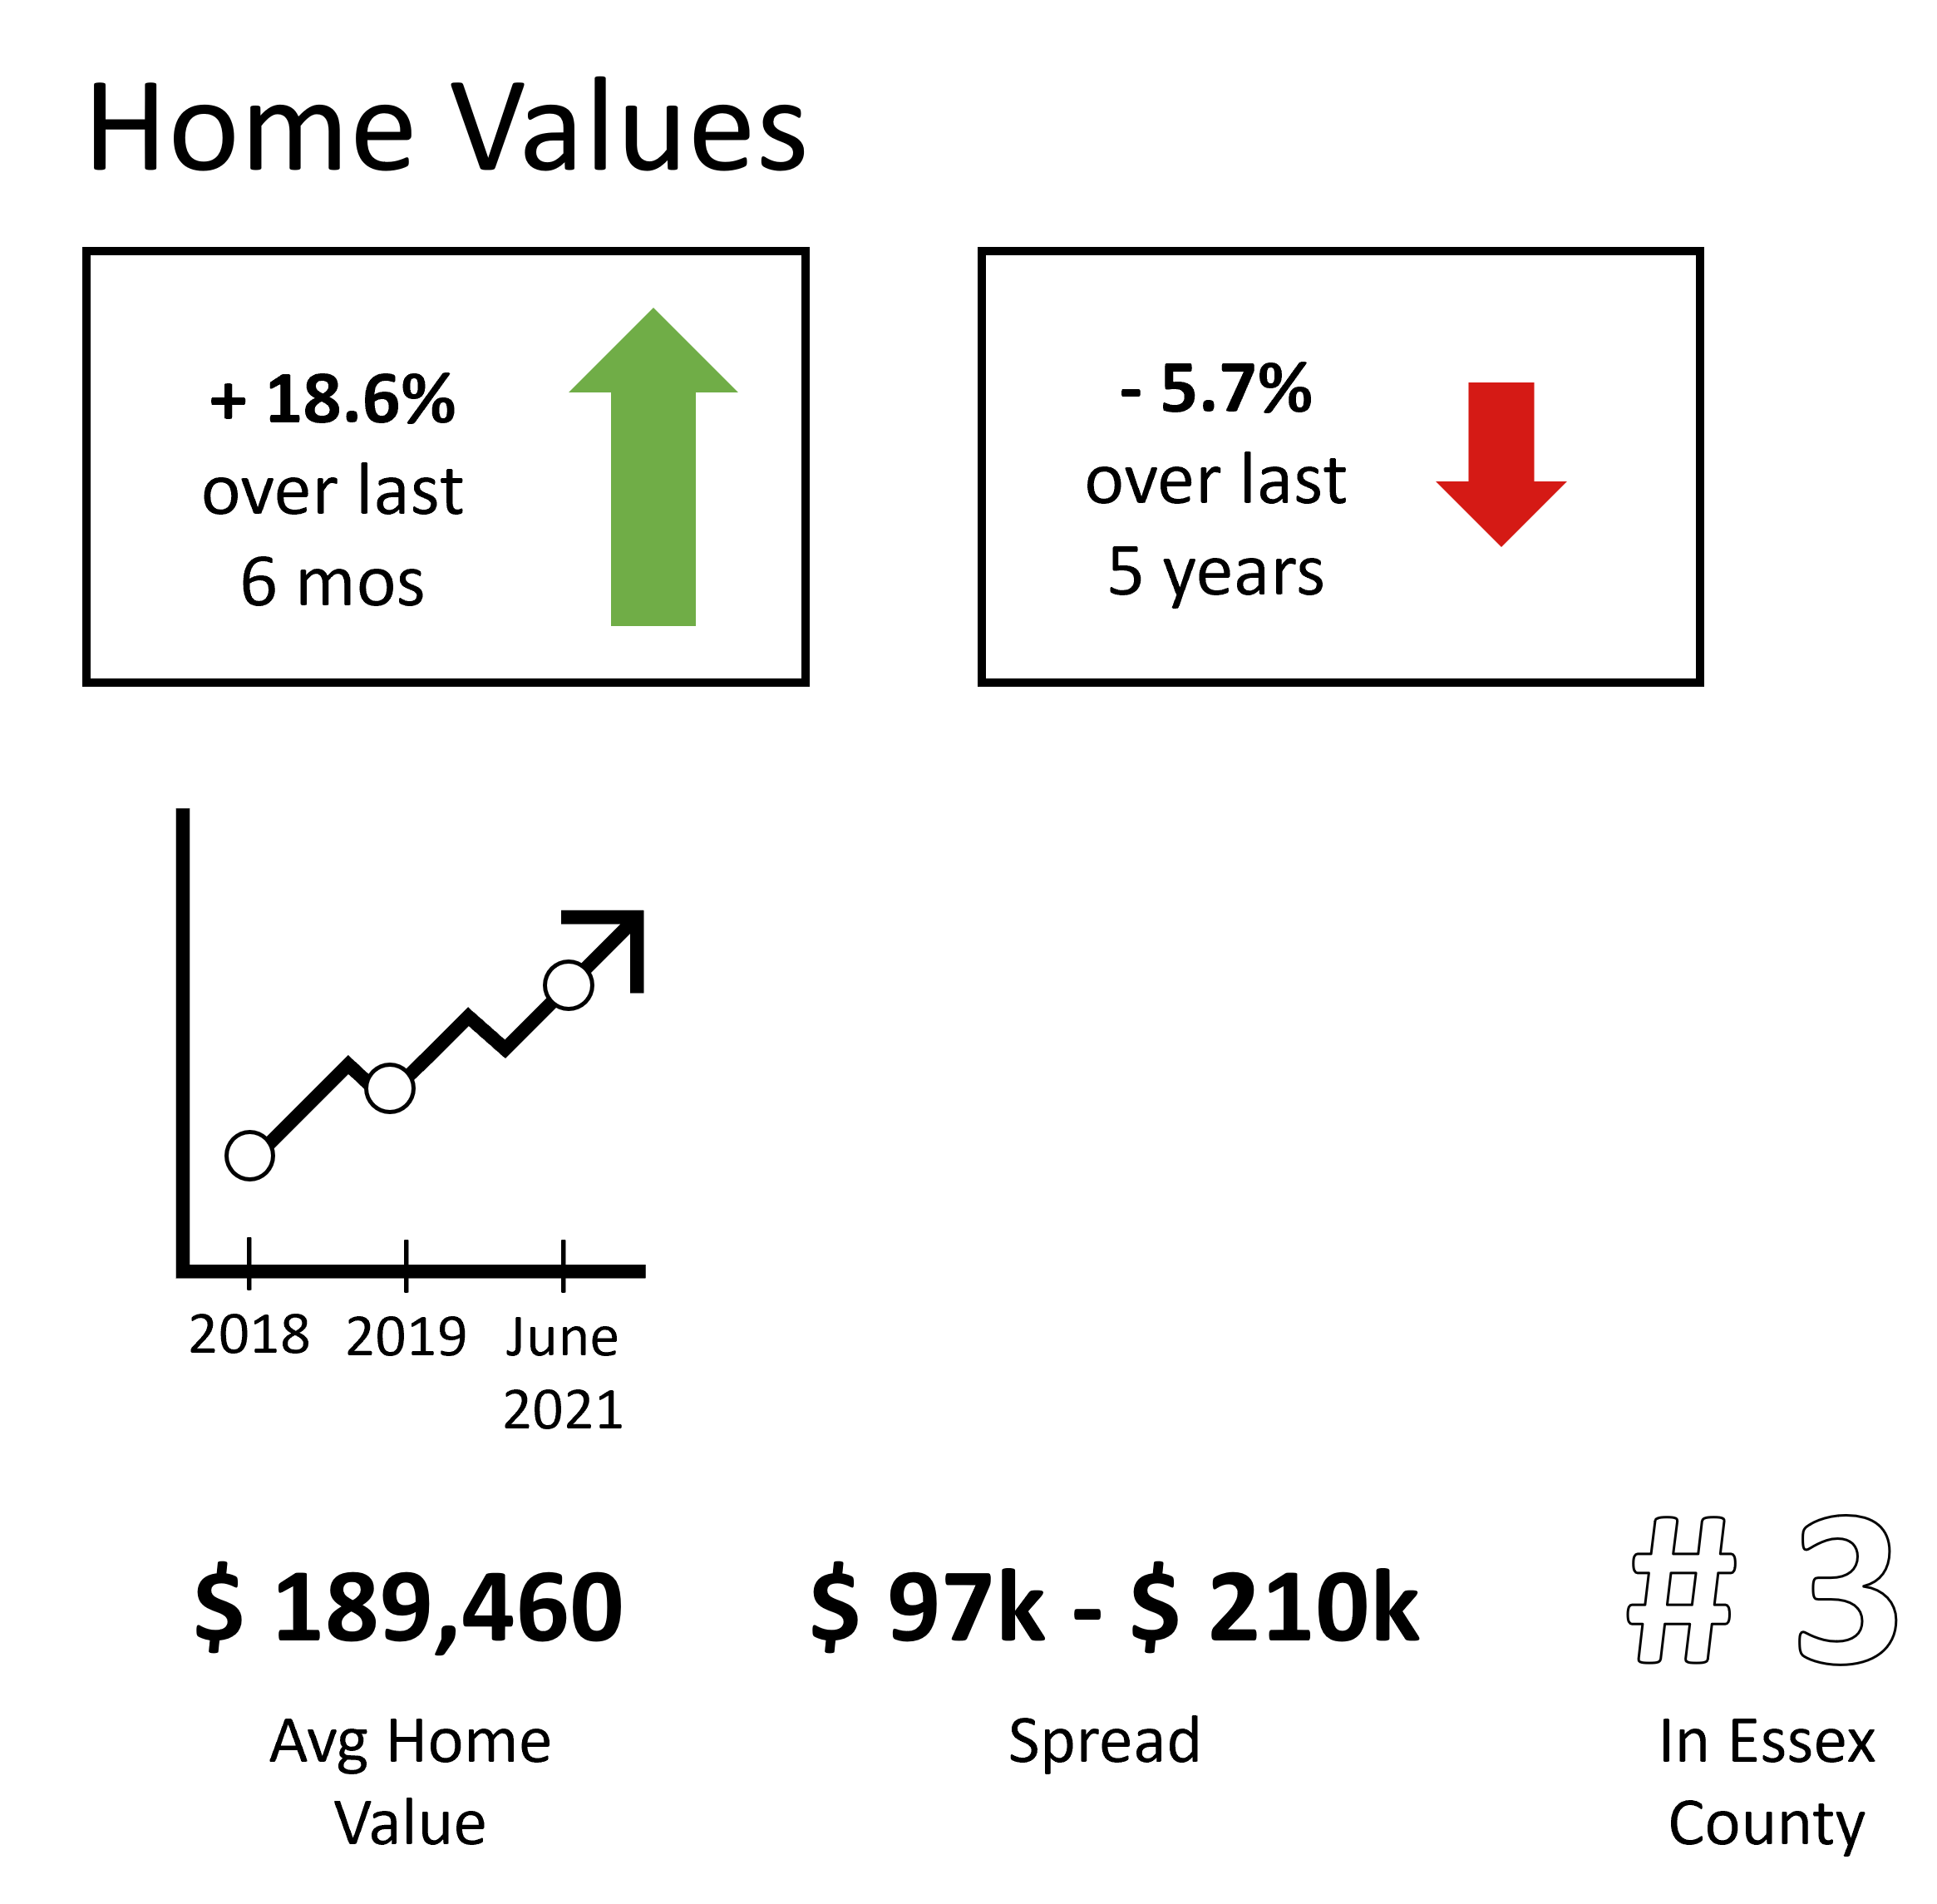 Home Values
+ 18.6%
over last
6 mos
- 5.7%
over last
5 years
2018
2019
June
2021
$ 189,460
Avg Home
Value
$ 97k - $ 210k
Spread
# 3
In Essex
County